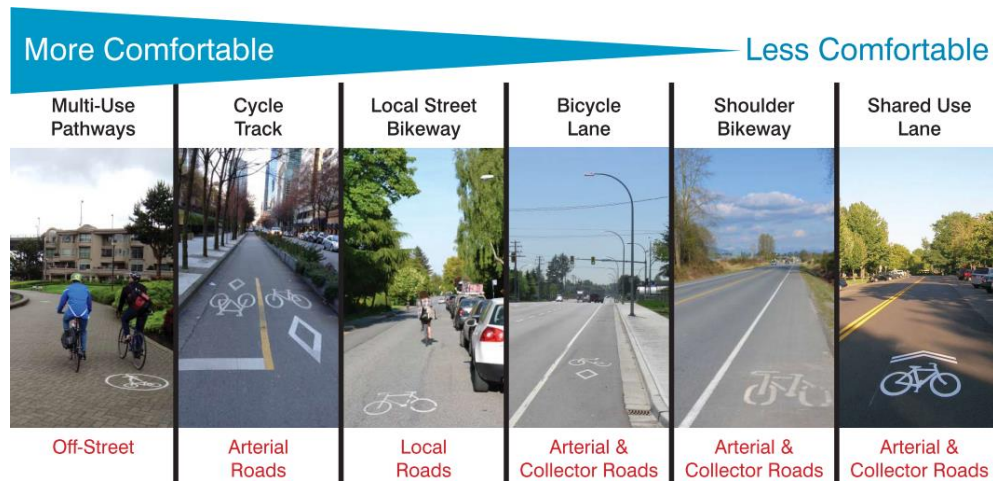 More Comfortable
Less Comfortable
Multi-Use
Pathways
Cycle
Track
Local Street
Bikeway
Bicycle
Lane
Shoulder
Bikeway
Shared Use
Lane
Off-Street
Arterial
Roads
Local
Roads
Arterial &
Collector Roads
Arterial &
Collector Roads
Arterial &
Collector Roads